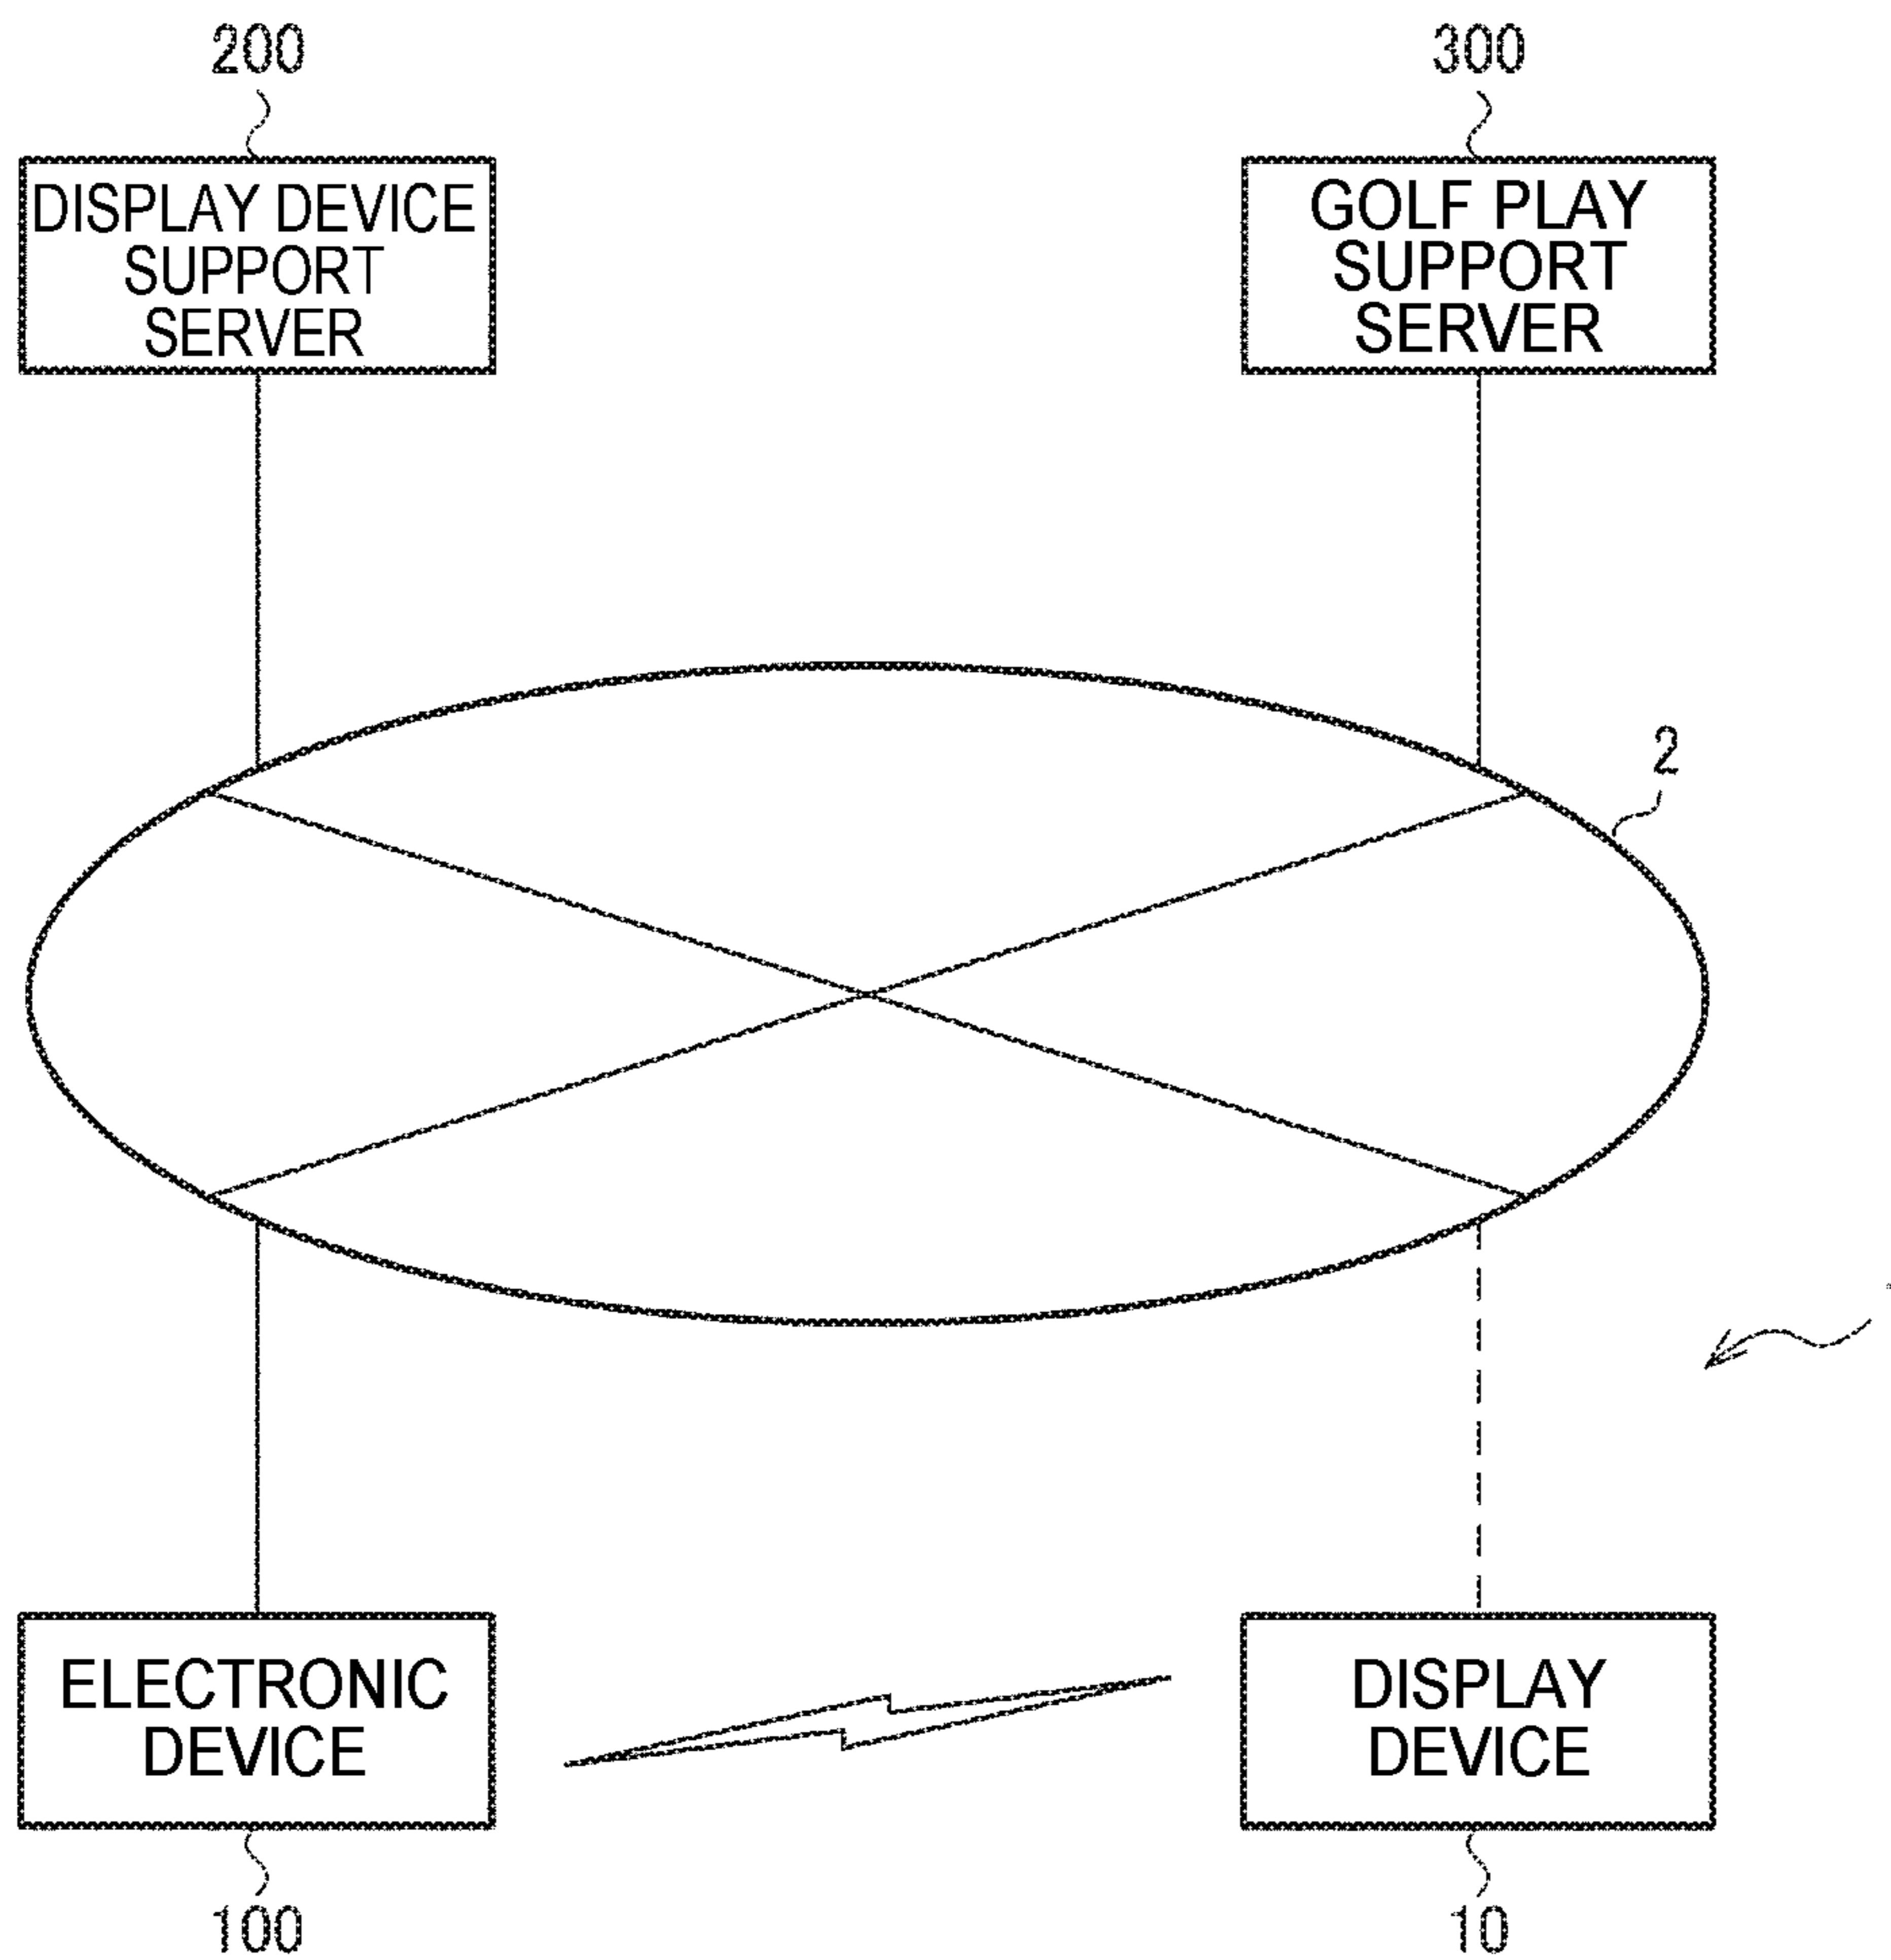 200
300
DISPLAY DEVICE
SUPPORT
SERVER
GOLF PLAY
SUPPORT
SERVER
2
ELECTRONIC
DEVICE
DISPLAY
DEVICE
100
10